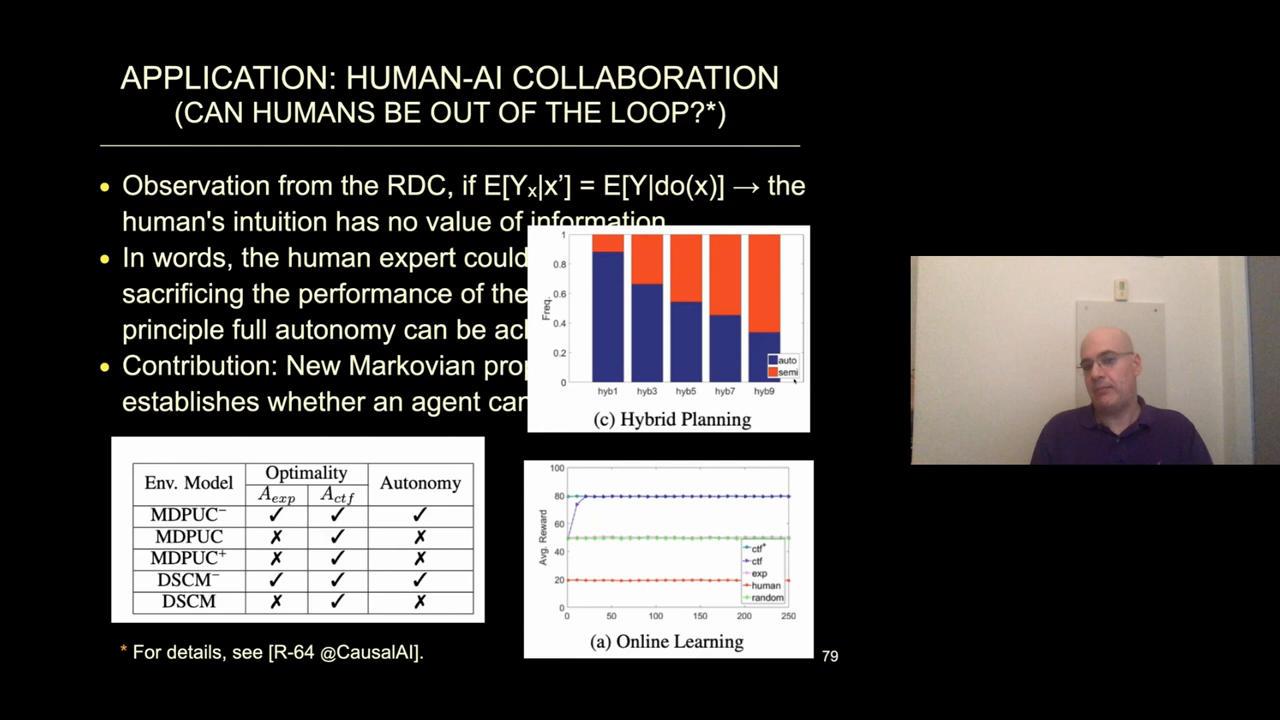 APPLICATION: HUMAN-AI COLLABORATION
(CAN HUMANS BE OUT OF THE LOOP?*)
• Observation from the RDC, if E[Yₓ|x’] = E[Y|do(x)] → the
human's intuition has no value of information
• In words, the human expert could
sacrificing the performance of the
principle full autonomy can be
• Contribution: New Markovian
establishes whether an agent
1
0.8
0.6
0.4
0.2
0
Freq.
auto
semi
hyb1 hyb3 hyb5 hyb7 hyb9
(c) Hybrid Planning
Env. Model Optimality Autonomy
A_exp A_ctf
MDPUC⁻ ✓ ✓ ✓
MDPUC ✗ ✓ ✗
MDPUC⁺ ✗ ✓ ✗
DSCM⁻ ✓ ✓ ✓
DSCM ✗ ✓ ✗
100
80
60
40
20
0
Avg. Reward
ctf*
ctf
exp
human
random
0 50 100 150 200 250
(a) Online Learning
* For details, see [R-64 @CausalAI].
79